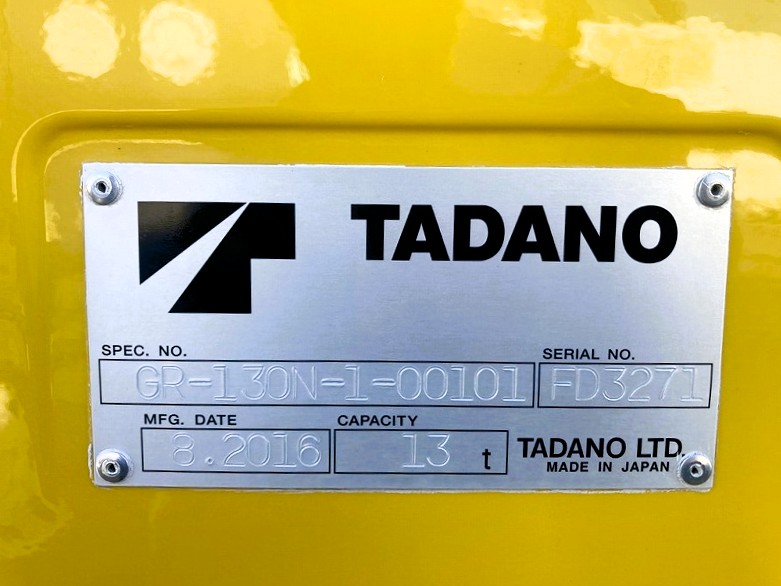 TADANO
SPEC. NO.
SERIAL NO.
GR-130N-1-00101
FD3271
MFG. DATE
CAPACITY
8.2016
13 t
TADANO LTD.
MADE IN JAPAN